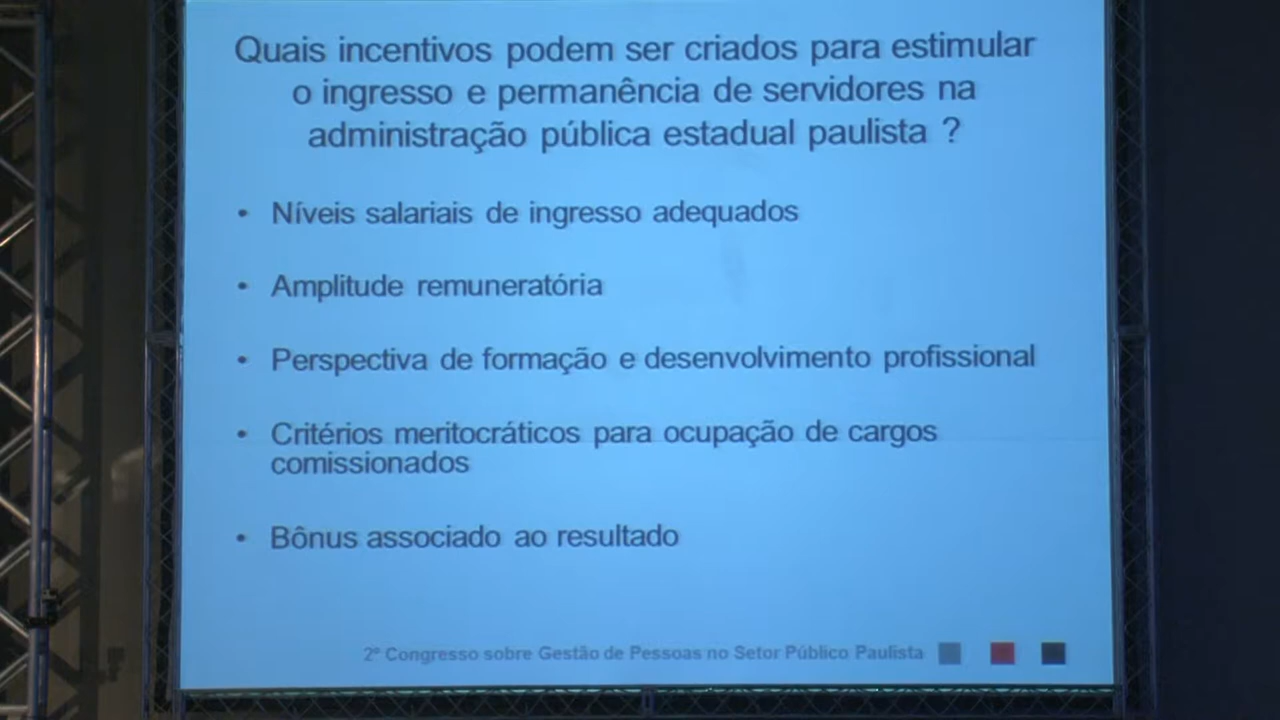 Quais incentivos podem ser criados para estimular
o ingresso e permanência de servidores na
administração pública estadual paulista ?
• Níveis salariais de ingresso adequados
• Amplitude remuneratória
• Perspectiva de formação e desenvolvimento profissional
• Critérios meritocráticos para ocupação de cargos
comissionados
• Bônus associado ao resultado
2º Congresso sobre Gestão de Pessoas no Setor Público Paulista